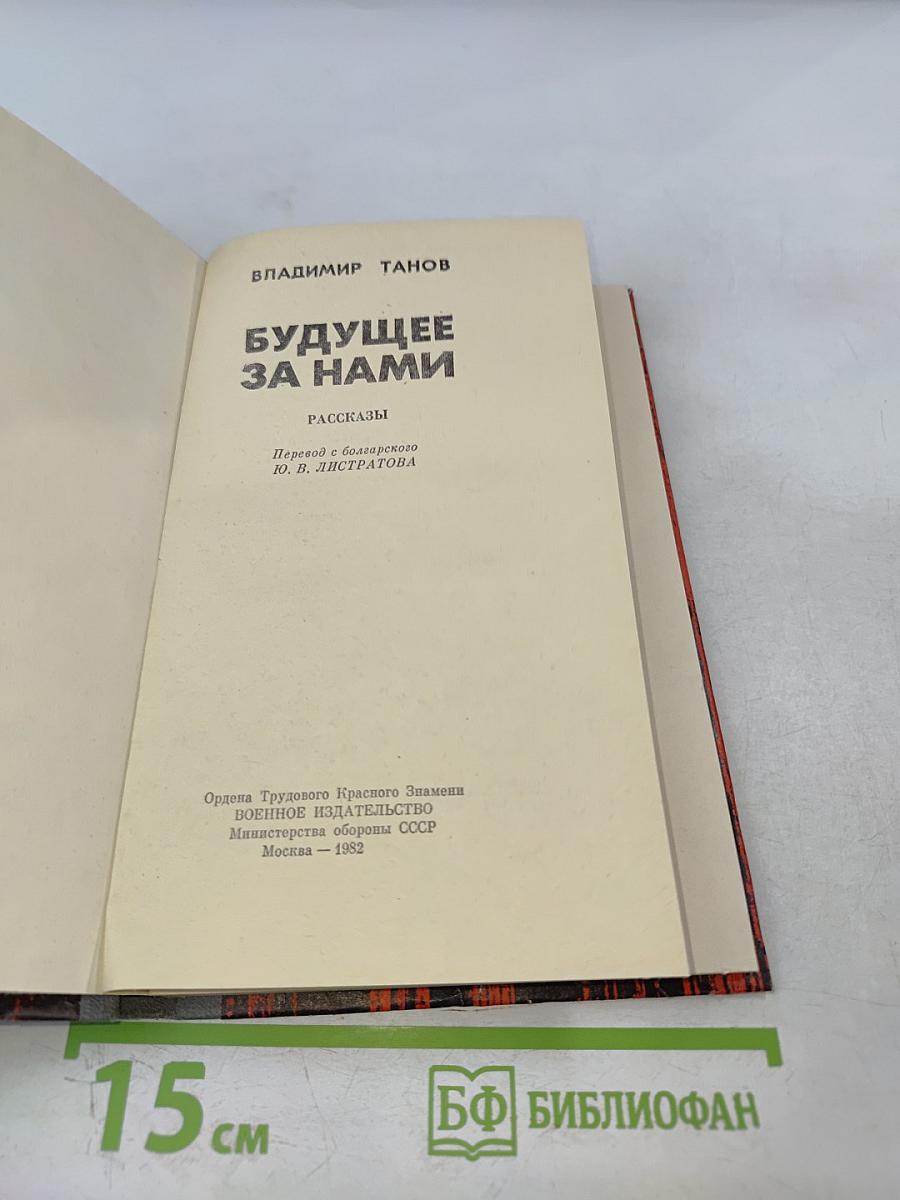 ВЛАДИМИР ТАНОВ
БУДУЩЕЕ
ЗА НАМИ
РАССКАЗЫ
Перевод с болгарского
Ю. В. ЛИСТРАТОВА
Ордена Трудового Красного Знамени
ВОЕННОЕ ИЗДАТЕЛЬСТВО
Министерства обороны СССР
Москва — 1982
15 см
БФ БИБЛИОФАН